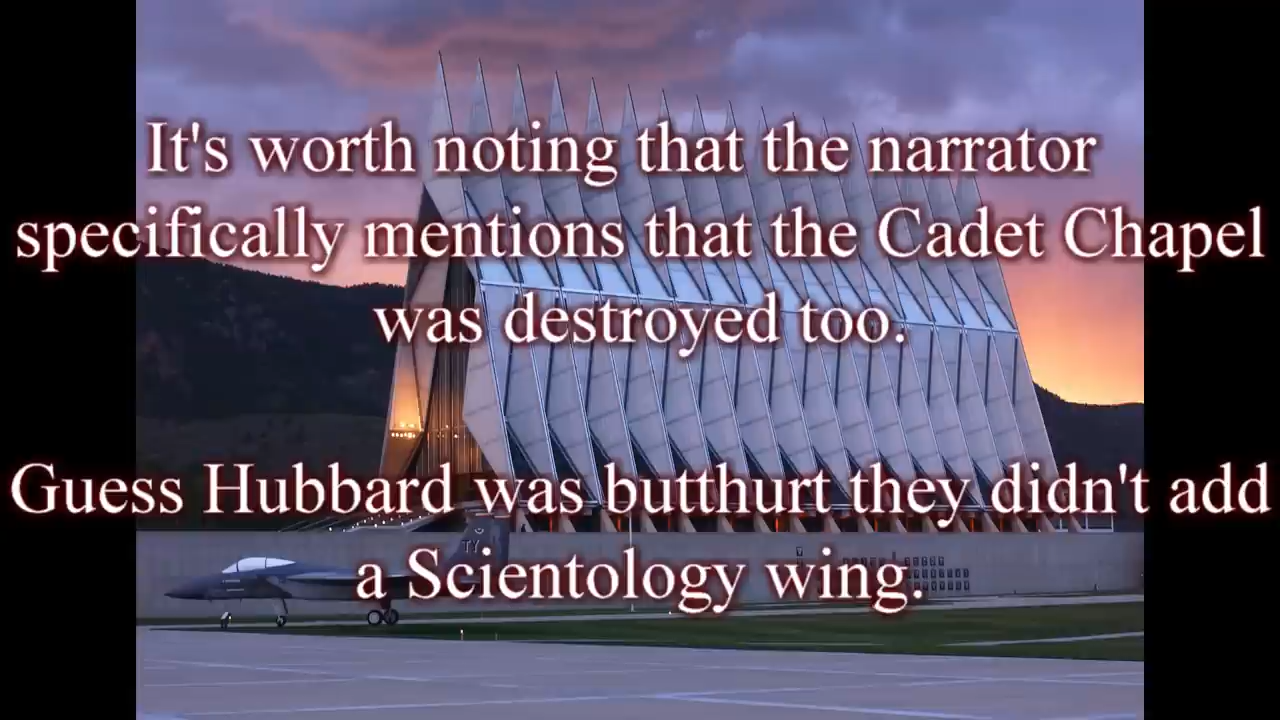 It's worth noting that the narrator
specifically mentions that the Cadet Chapel
was destroyed too.
Guess Hubbard was butthurt they didn't add
a Scientology wing.
TY